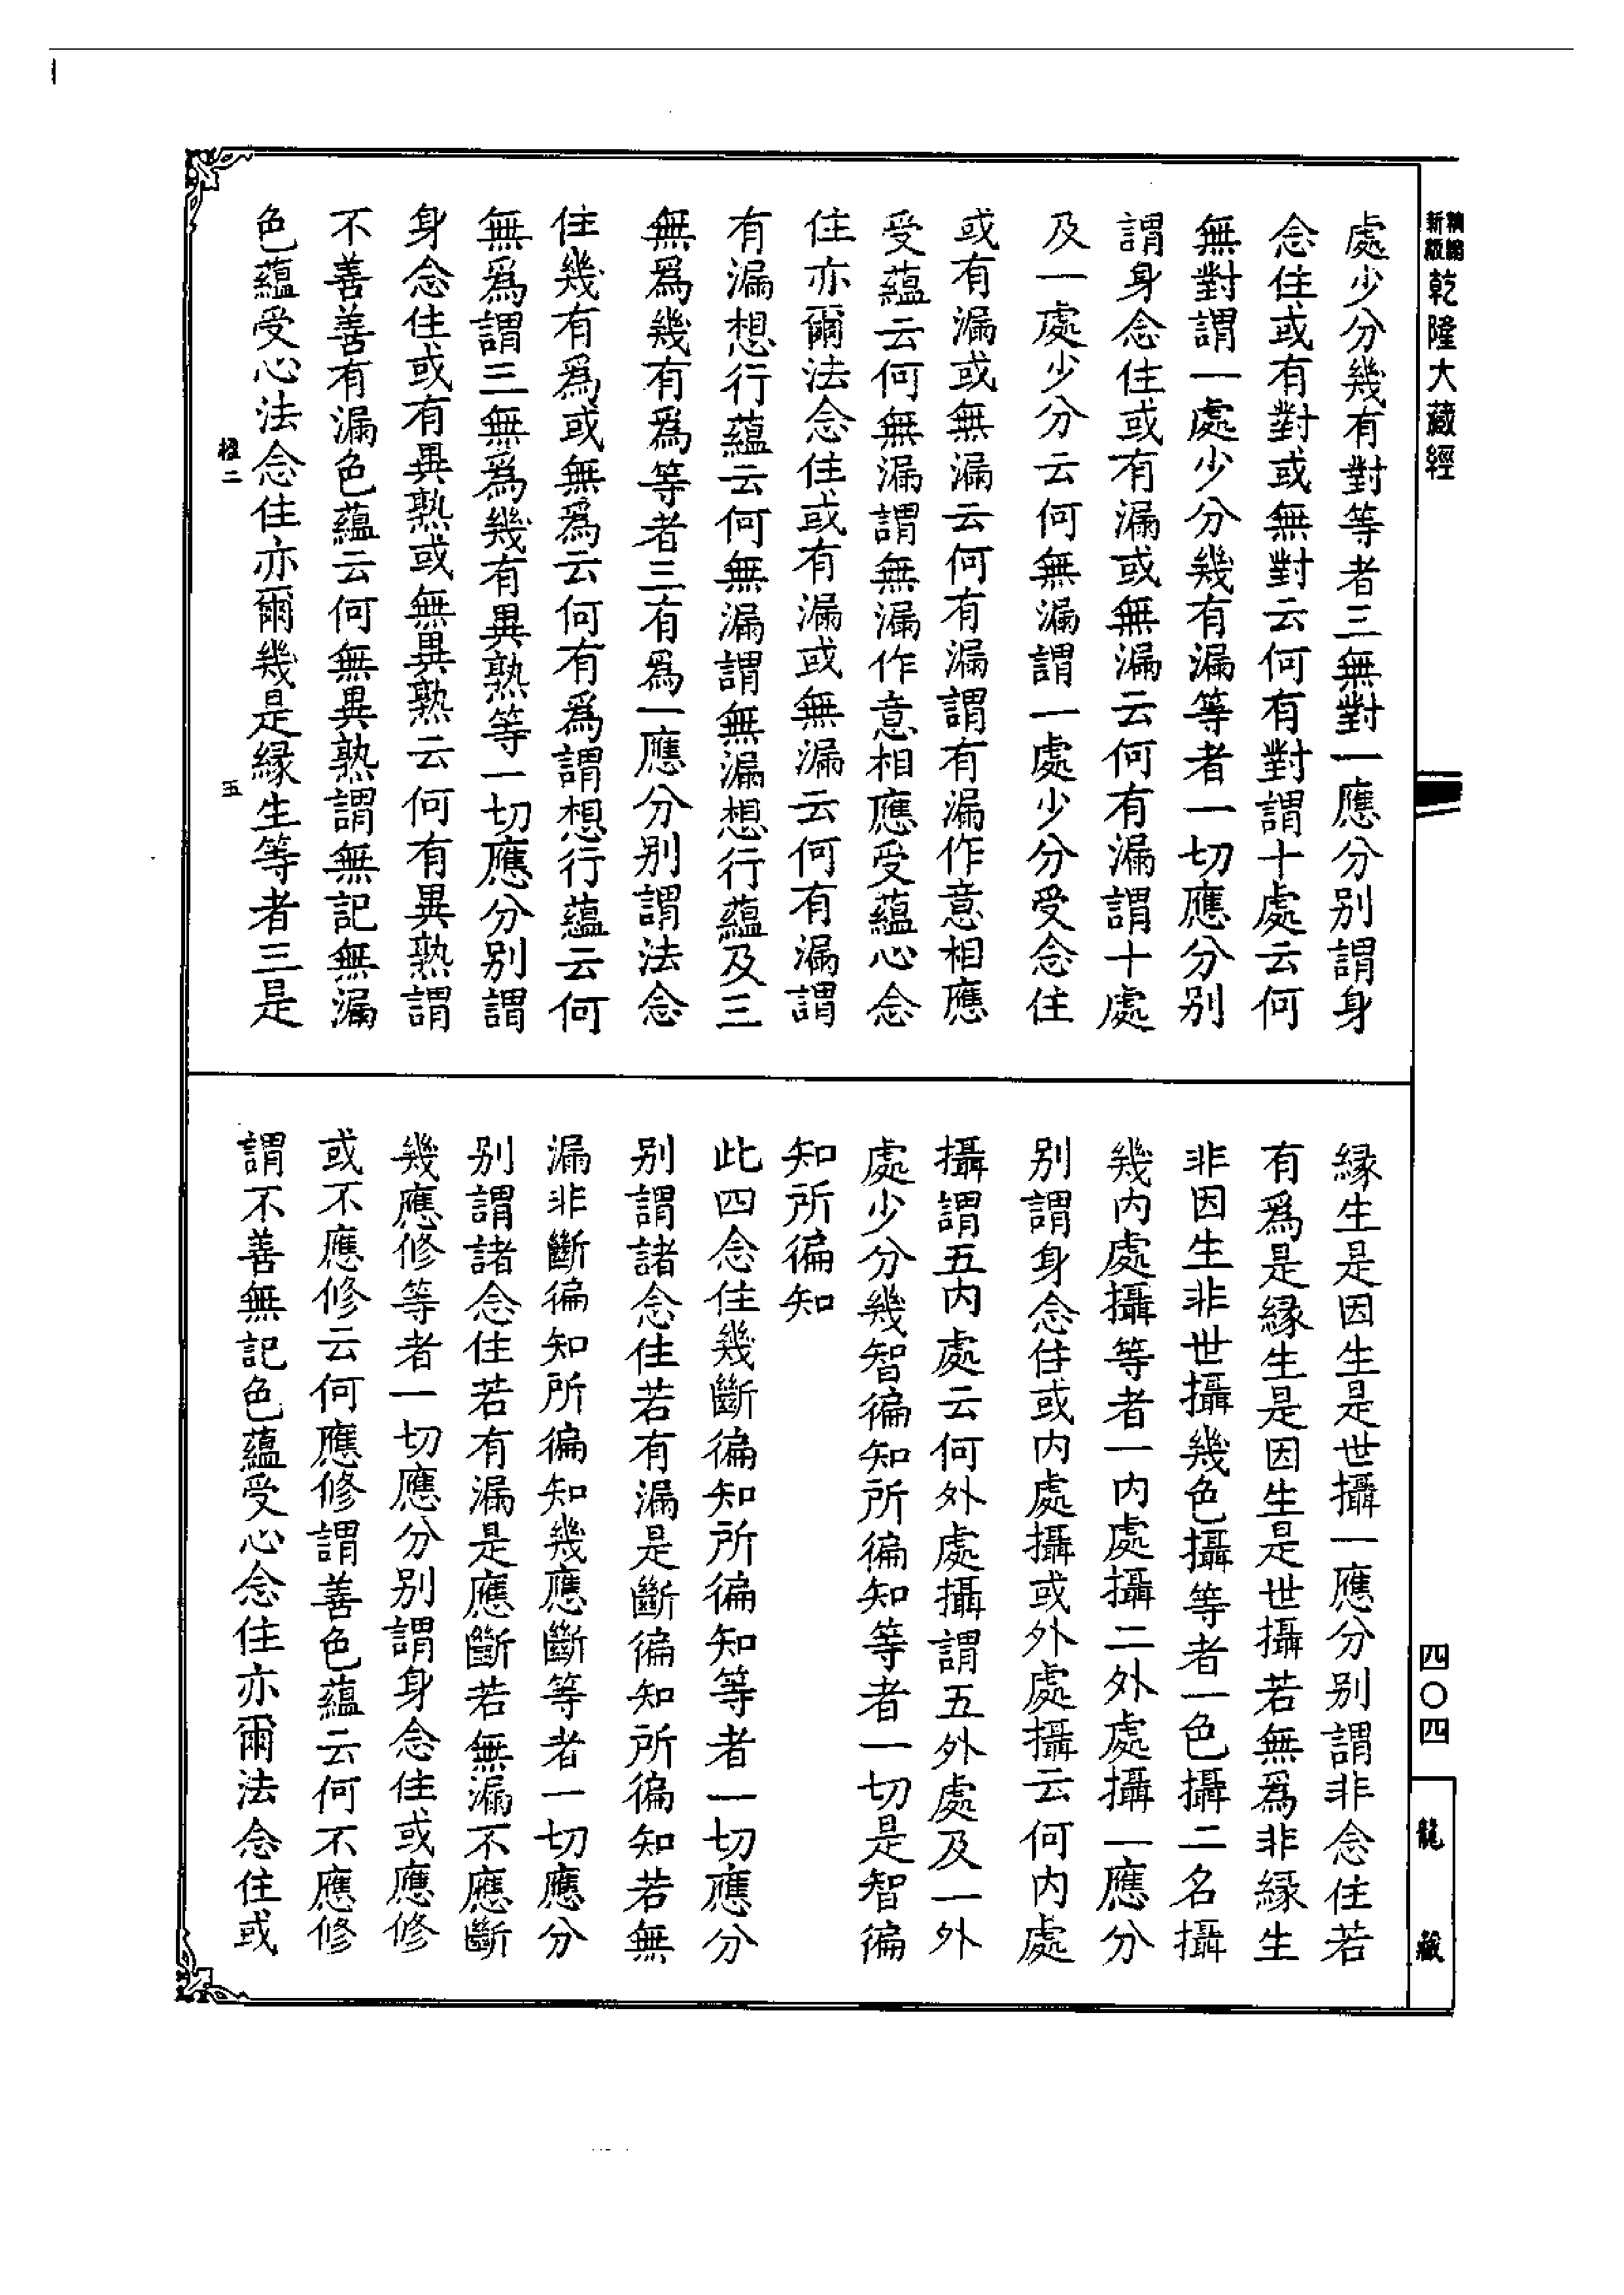 新版
精縮
乾隆大藏經
處少分幾有對等者三無對一應分别謂身
念住或有對或無對云何有對謂十處云何
無對謂一處少分幾有漏等者一切應分别
謂身念住或有漏或無漏云何有漏謂十處
及一處少分云何無漏謂一處少分受念住
或有漏或無漏云何有漏謂有漏作意相應
受蘊云何無漏謂無漏作意相應受蘊心念
住亦爾法念住或有漏或無漏云何有漏謂
有漏想行蘊云何無漏謂無漏想行蘊及三
無爲幾有爲等者三有爲一應分别謂法念
住幾有爲或無爲云何有爲謂想行蘊云何
無爲謂三無爲幾有異熟等一切應分别謂
身念住或有異熟或無異熟云何有異熟謂
不善善有漏色蘊云何無異熟謂無記無漏
色蘊受心法念住亦爾幾是緣生等者三是
二
五
緣生是因生是世攝一應分别謂非念住若
有爲是緣生是因生是世攝若無爲非緣生
非因生非世攝幾色攝等者一色攝二名攝
幾内處攝等者一内處攝二外處攝一應分
别謂身念住或内處攝或外處攝云何内處
攝謂五内處云何外處攝謂五外處及一外
處少分幾智徧知所徧知等者一切是智徧
知所徧知
此四念住幾斷徧知所徧知等者一切應分
别謂諸念住若有漏是斷徧知所徧知若無
漏非斷徧知所徧知幾應斷等者一切應分
别謂諸念住若有漏是應斷若無漏不應斷
幾應修等者一切應分别謂身念住或應修
或不應修云何應修謂善色蘊云何不應修
謂不善無記色蘊受心念住亦爾法念住或
四〇四
龍藏